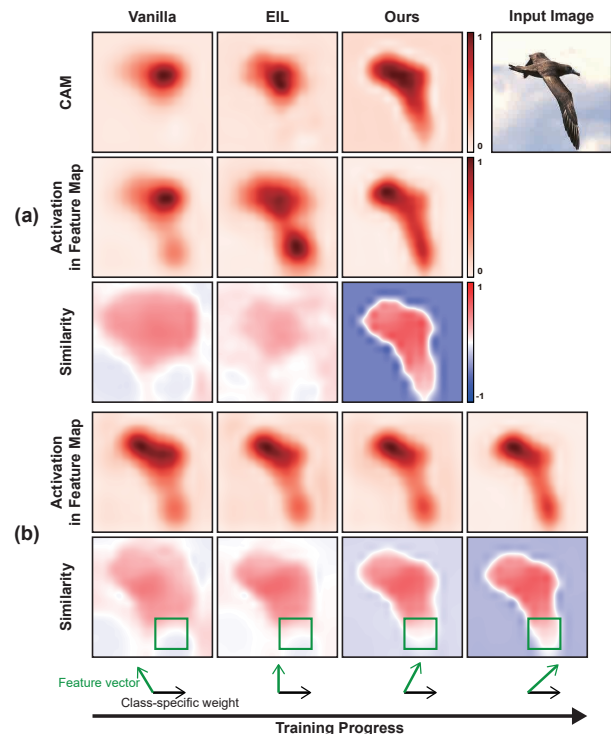 Vanilla EIL Ours Input Image
CAM
1
0
(a)
Activation
in Feature Map
1
0
Similarity
1
-1
(b)
Activation
in Feature Map
Similarity
Feature vector
Class-specific weight
Training Progress